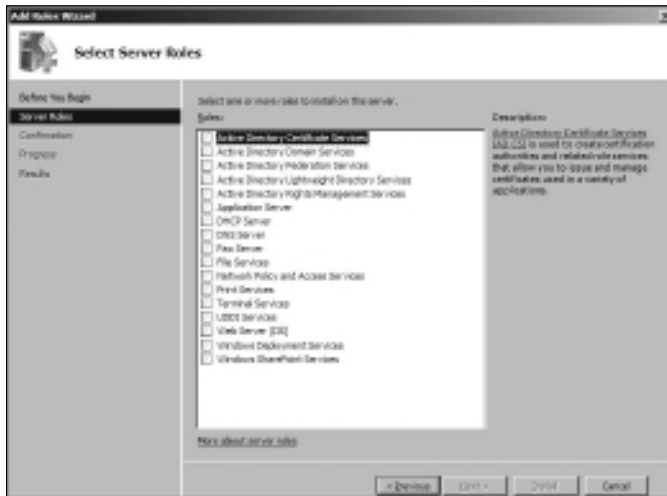 Add Roles Wizard
Select Server Roles
Before You Begin
Server Roles
Confirmation
Progress
Results
Select one or more roles to install on this server.
Roles:
Active Directory Certificate Services
Active Directory Domain Services
Active Directory Federation Services
Active Directory Lightweight Directory Services
Active Directory Rights Management Services
Application Server
DHCP Server
DNS Server
Fax Server
File Services
Network Policy and Access Services
Print Services
Terminal Services
UDDI Services
Web Server (IIS)
Windows Deployment Services
Windows SharePoint Services
More about server roles
Description:
Active Directory Certificate Services
(AD CS) is used to create certification
authorities and related role services
that allow you to issue and manage
certificates used in a variety of
applications.
< Previous
Next >
Install
Cancel